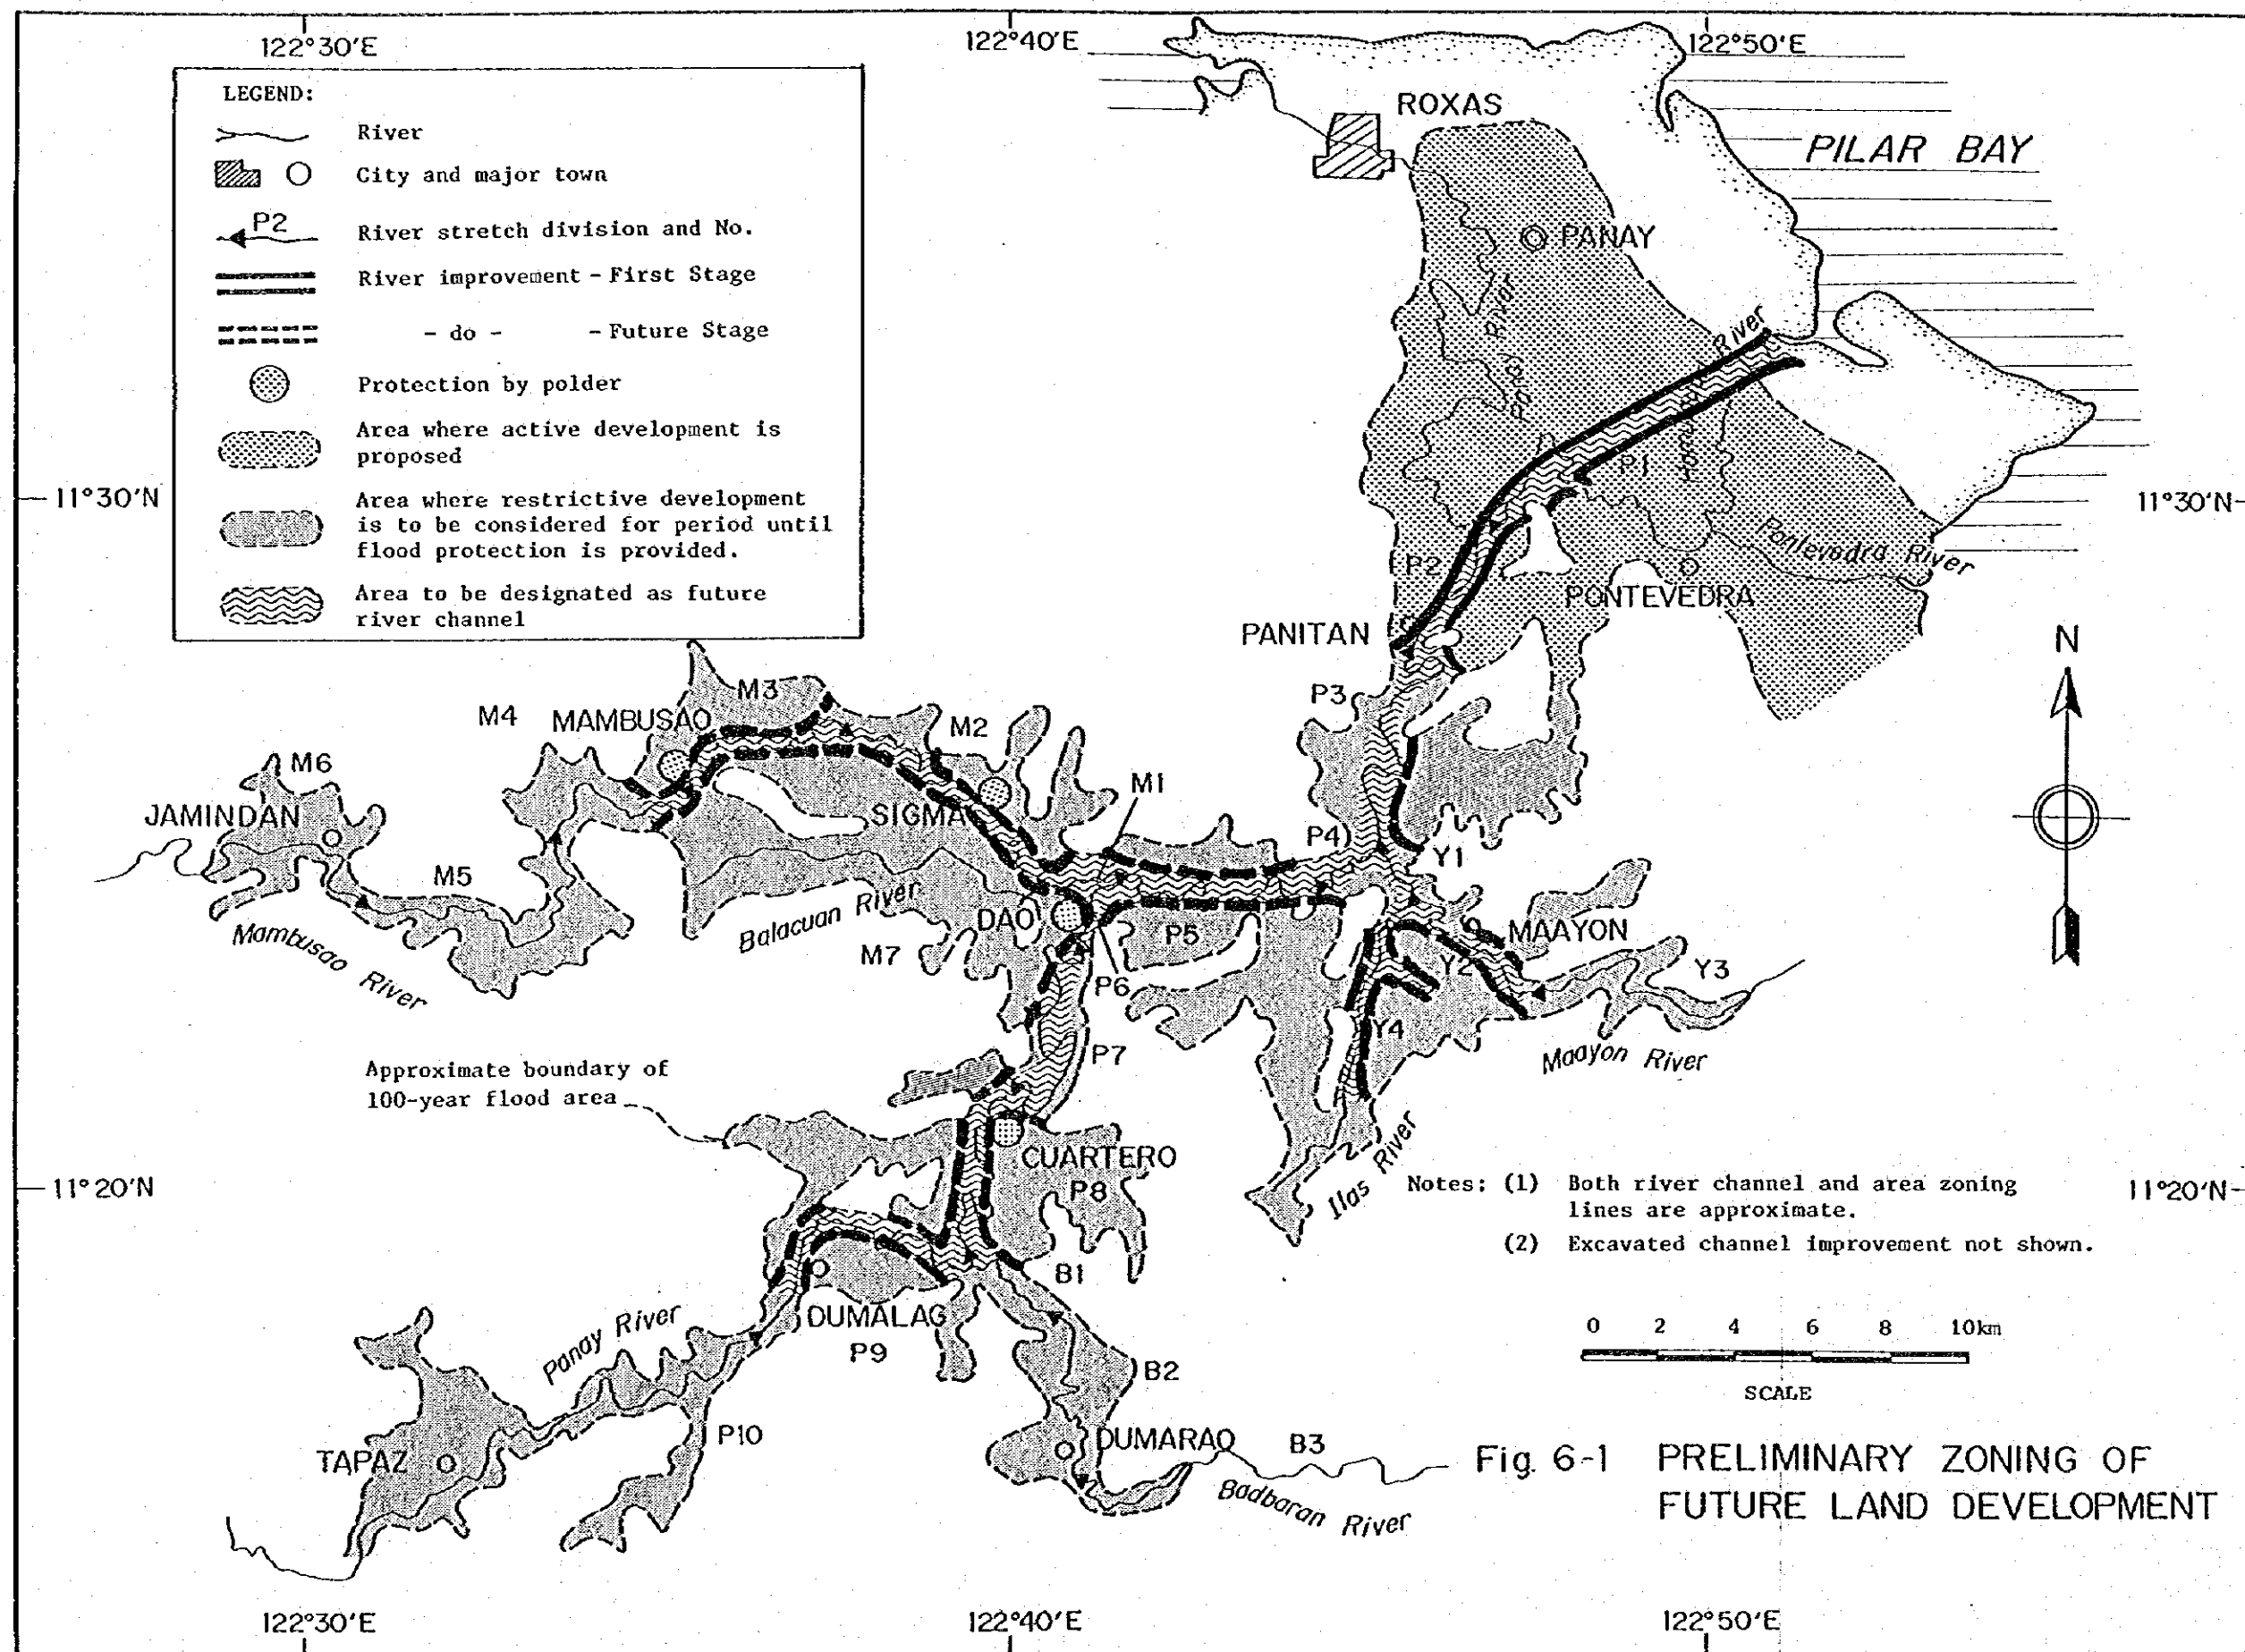 122°30'E
122°40'E
122°50'E
LEGEND:
River
City and major town
P2
River stretch division and No.
River improvement - First Stage
- do - - Future Stage
Protection by polder
Area where active development is
proposed
Area where restrictive development
is to be considered for period until
flood protection is provided.
Area to be designated as future
river channel
ROXAS
PILAR BAY
PANAY
Panay River
River
P1
11°30'N
11°30'N
Pontevedra River
P2
PONTEVEDRA
PANITAN
N
P3
M3
M4
MAMBUSAO
M2
M6
M1
JAMINDAN
SIGMA
P4
Y1
M5
Balacuan River
DAO
P5
MAAYON
Mambusao River
M7
Y2
Y3
P6
Y4
P7
Maayon River
Approximate boundary of
100-year flood area
CUARTERO
P8
Ilas River
11°20'N
11°20'N
Notes: (1) Both river channel and area zoning
lines are approximate.
(2) Excavated channel improvement not shown.
B1
DUMALAG
Panay River
P9
0 2 4 6 8 10km
SCALE
B2
P10
TAPAZ
DUMARAO
B3
Badbaran River
Fig. 6-1 PRELIMINARY ZONING OF
FUTURE LAND DEVELOPMENT
122°30'E
122°40'E
122°50'E